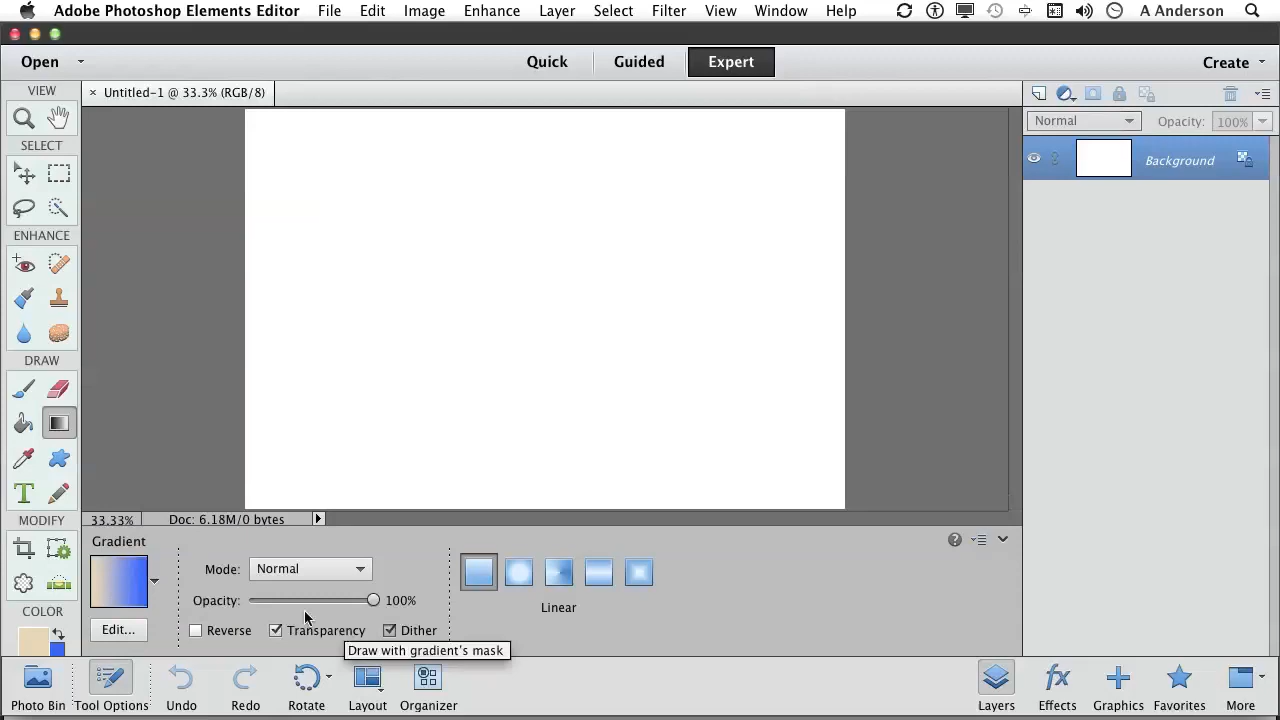 Adobe Photoshop Elements Editor File Edit Image Enhance Layer Select Filter View Window Help A Anderson
Open Quick Guided Expert Create
VIEW
× Untitled-1 @ 33.3% (RGB/8)
Normal Opacity: 100%
SELECT
Background
ENHANCE
DRAW
T
MODIFY
33.33% Doc: 6.18M/0 bytes
Gradient
Mode: Normal
Opacity: 100%
Linear
COLOR
Edit... Reverse Transparency Dither
Draw with gradient's mask
Photo Bin Tool Options Undo Redo Rotate Layout Organizer Layers Effects Graphics Favorites More